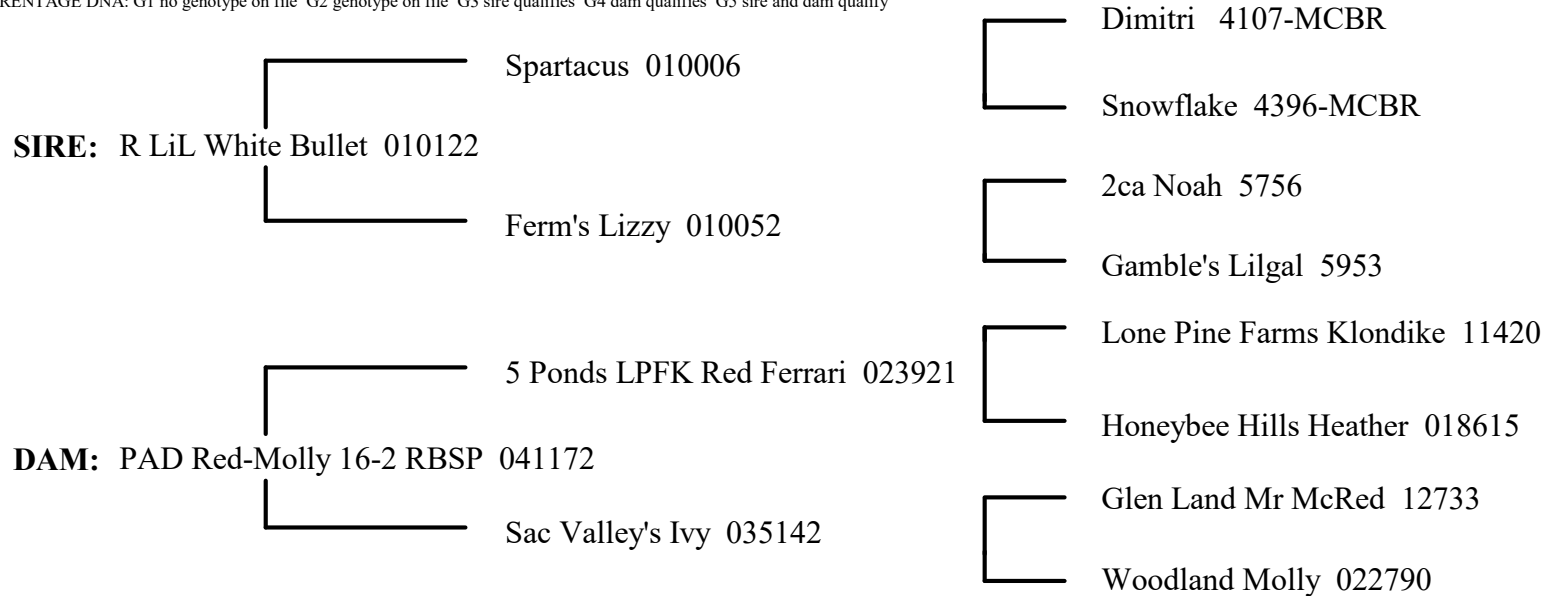 PARENTAGE DNA: G1 no genotype on file G2 genotype on file G3 sire qualifies G4 dam qualifies G5 sire and dam qualify
Dimitri 4107-MCBR
Spartacus 010006
Snowflake 4396-MCBR
SIRE: R LiL White Bullet 010122
2ca Noah 5756
Ferm's Lizzy 010052
Gamble's Lilgal 5953
Lone Pine Farms Klondike 11420
5 Ponds LPFK Red Ferrari 023921
Honeybee Hills Heather 018615
DAM: PAD Red-Molly 16-2 RBSP 041172
Glen Land Mr McRed 12733
Sac Valley's Ivy 035142
Woodland Molly 022790